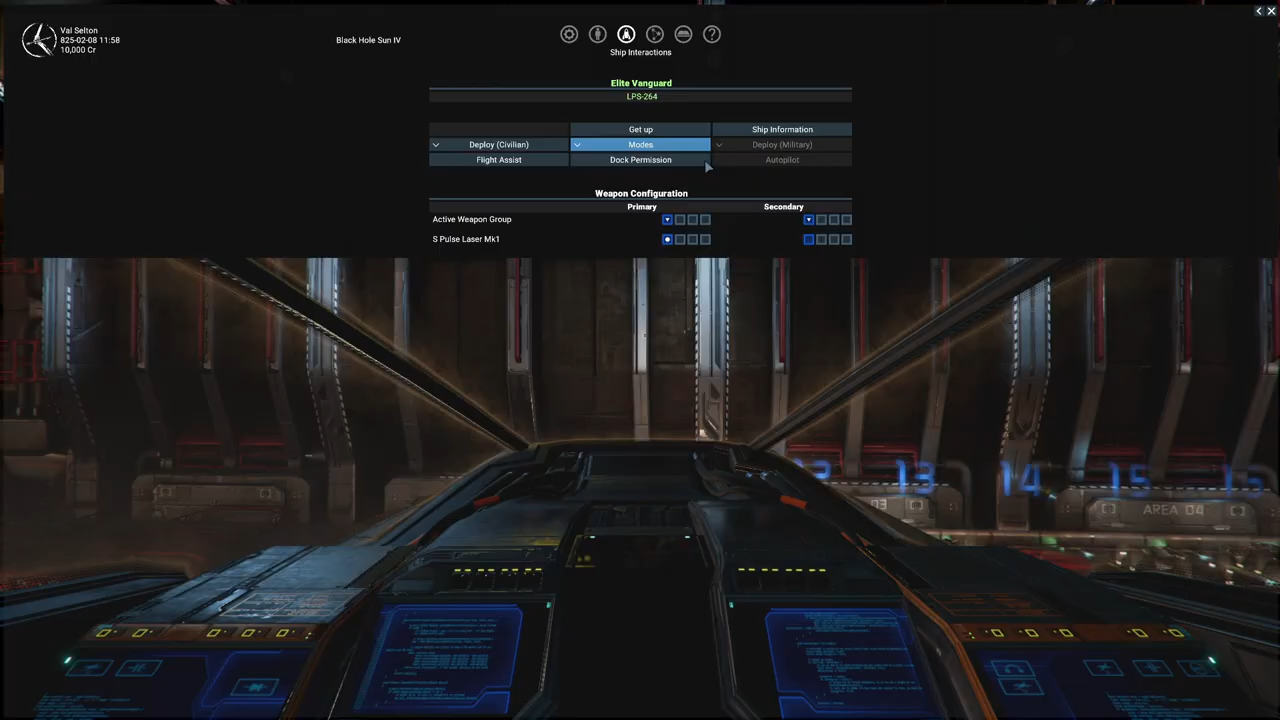 Val Selton
825-02-08 11:58
10,000 Cr
Black Hole Sun IV
Ship Interactions
Elite Vanguard
LPS-264
Get up
Ship Information
Deploy (Civilian)
Modes
Deploy (Military)
Flight Assist
Dock Permission
Autopilot
Weapon Configuration
Primary
Secondary
Active Weapon Group
S Pulse Laser Mk1
13
14
15
03
AREA 04